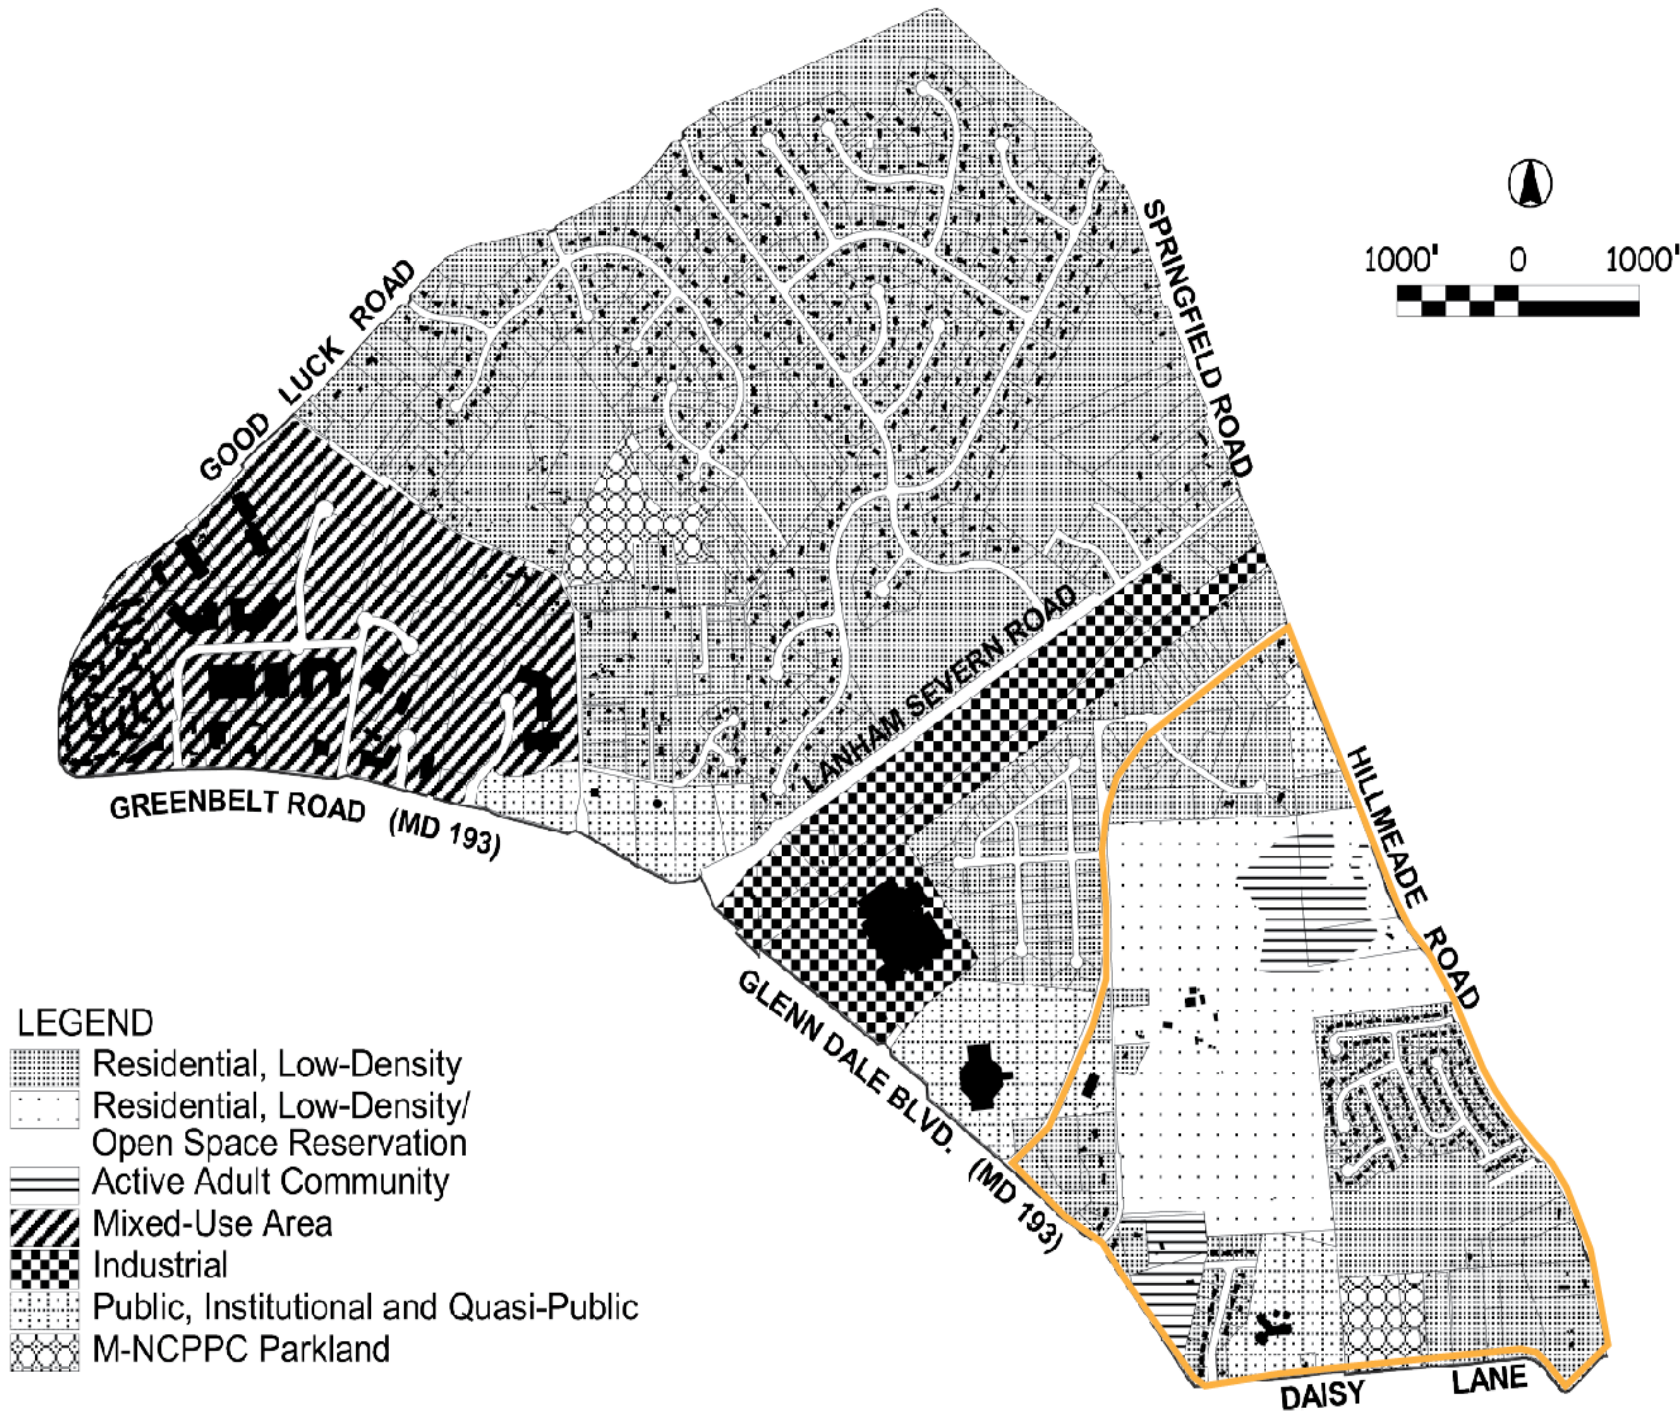 SPRINGFIELD ROAD
1000' 0 1000'
GOOD LUCK ROAD
LANHAM SEVERN ROAD
HILLMEADE ROAD
GREENBELT ROAD (MD 193)
GLENN DALE BLVD. (MD 193)
DAISY LANE
LEGEND
Residential, Low-Density
Residential, Low-Density/
Open Space Reservation
Active Adult Community
Mixed-Use Area
Industrial
Public, Institutional and Quasi-Public
M-NCPPC Parkland